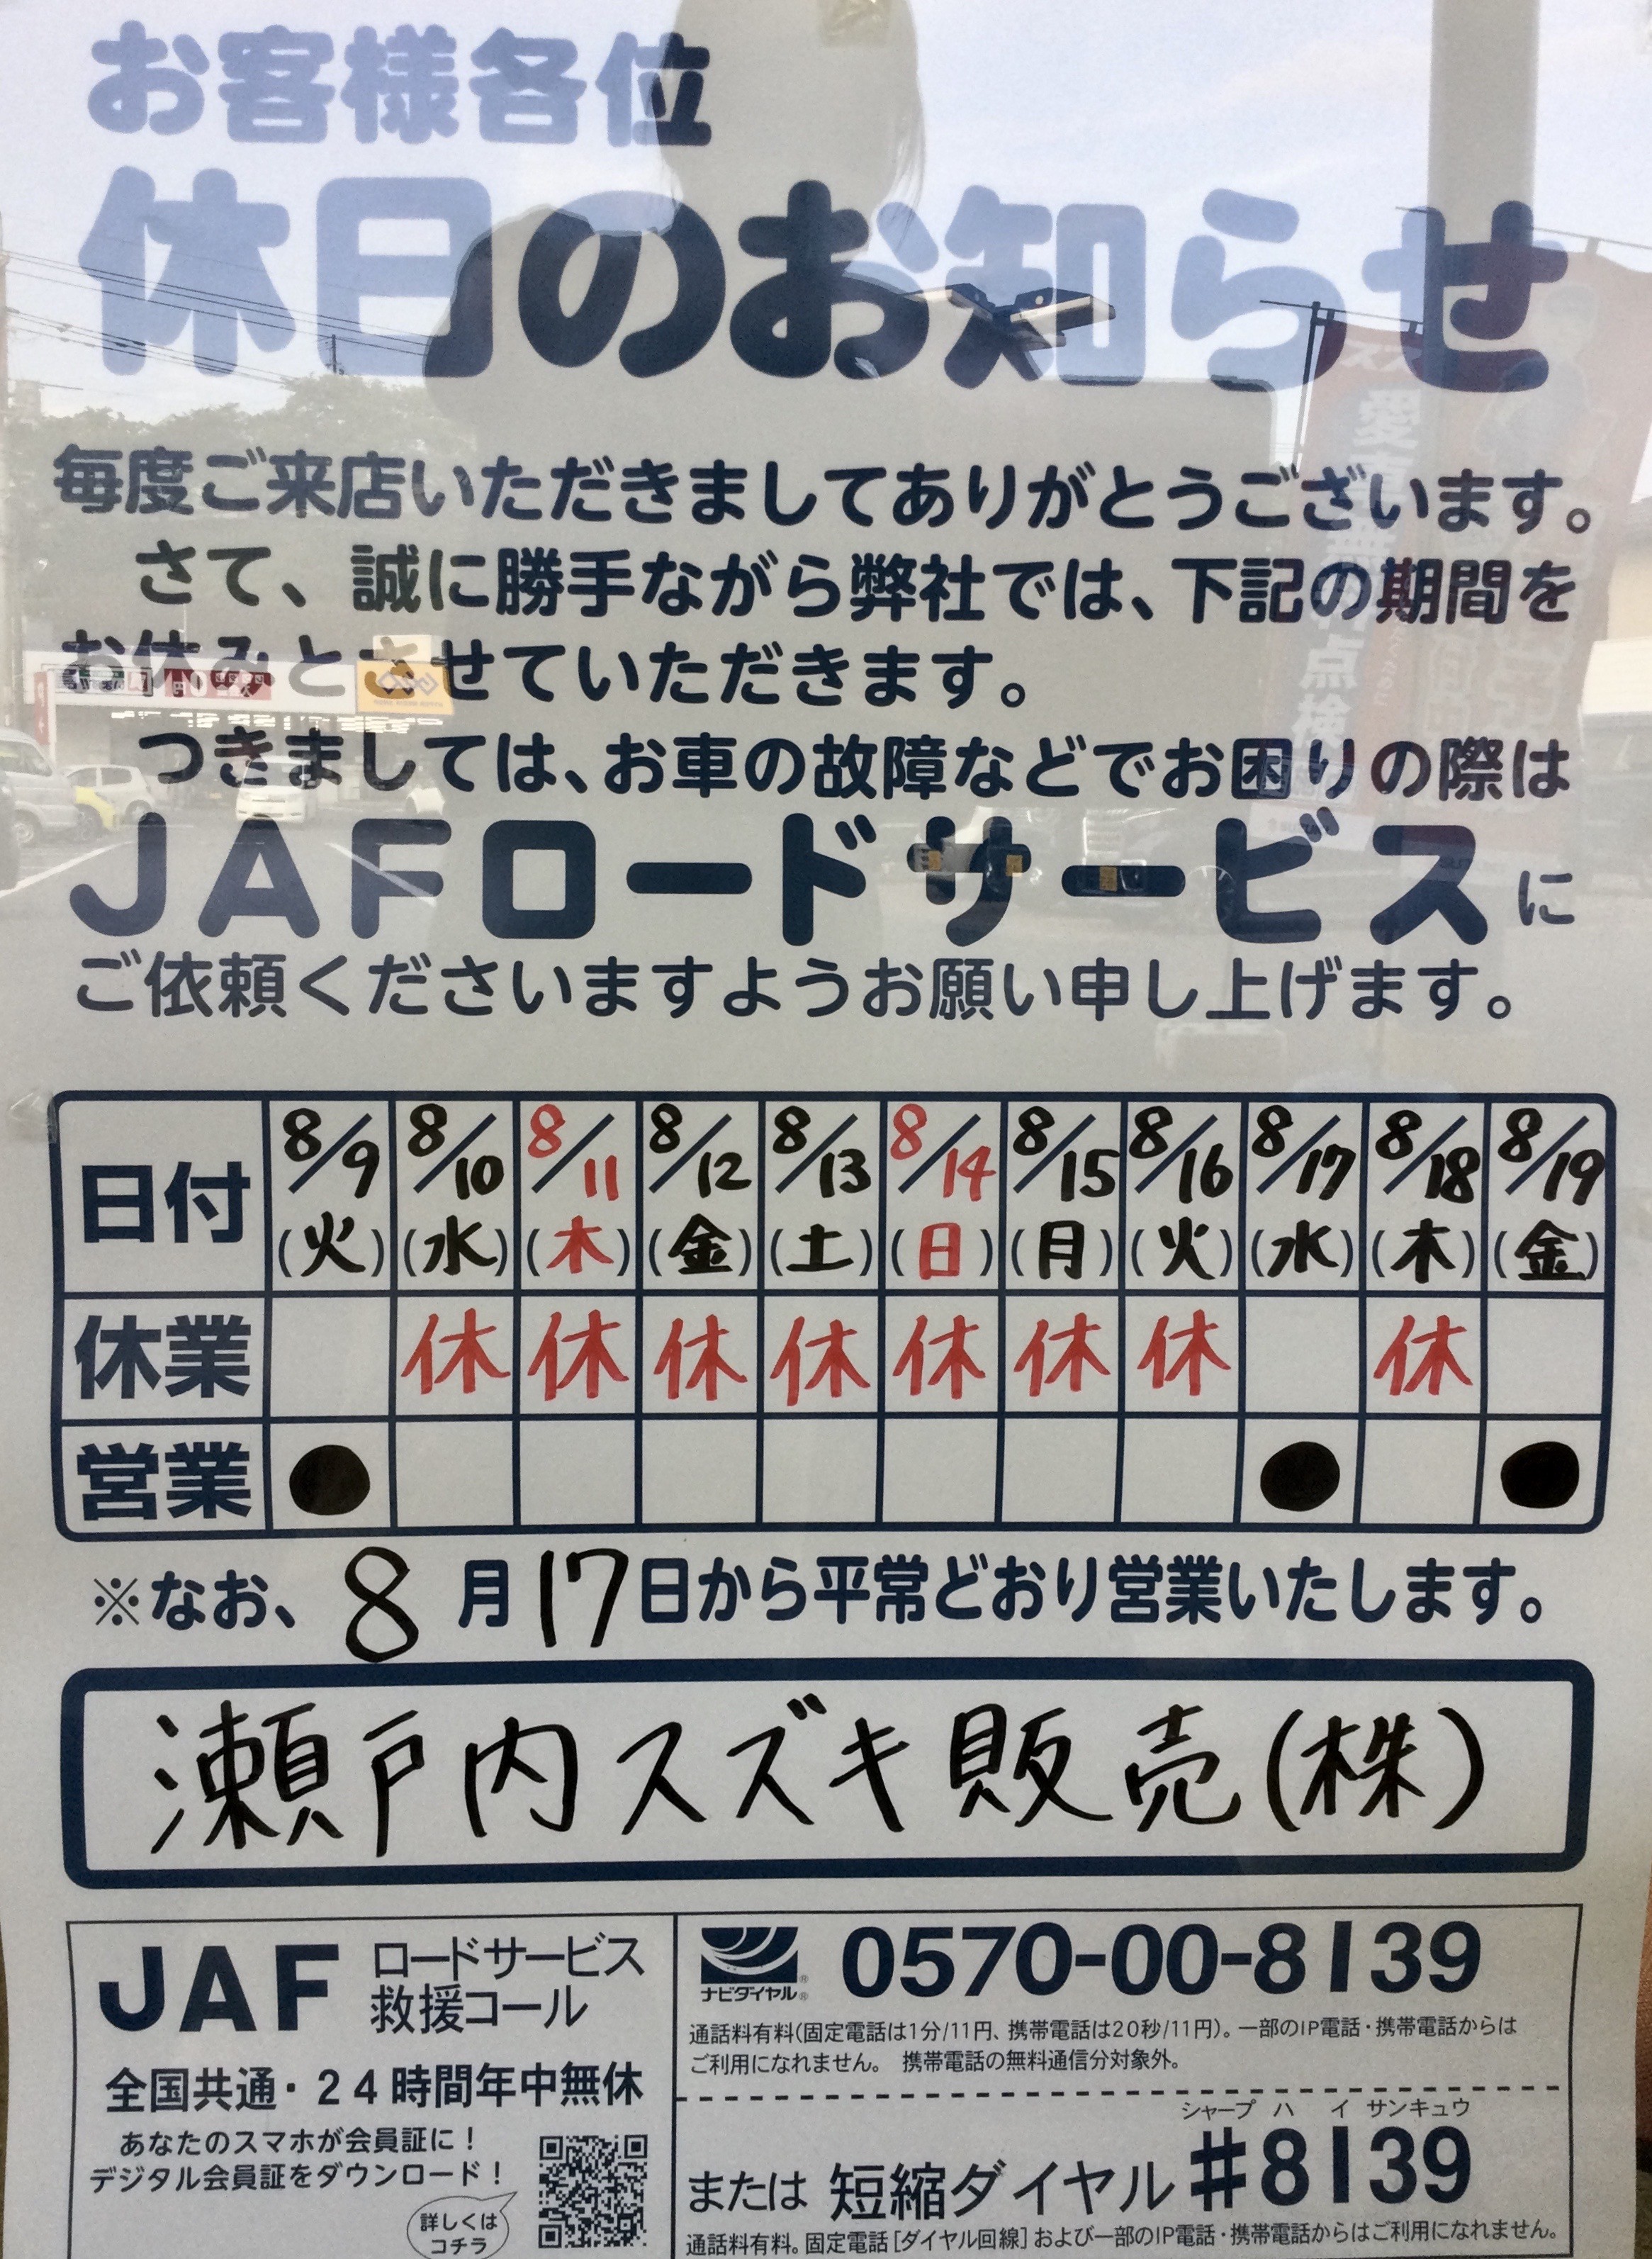 お客様各位
休日のお知らせ
毎度ご来店いただきましてありがとうございます。
さて、誠に勝手ながら弊社では、下記の期間を
お休みとさせていただきます。
つきましては、お車の故障などでお困りの際は
JAFロードサービスに
ご依頼くださいますようお願い申し上げます。
日付 8/9 8/10 8/11 8/12 8/13 8/14 8/15 8/16 8/17 8/18 8/19
(火) (水) (木) (金) (土) (日) (月) (火) (水) (木) (金)
休業 休 休 休 休 休 休 休 休
営業 ● ● ●
※なお、8月17日から平常どおり営業いたします。
瀬戸内スズキ販売(株)
JAF ロードサービス
救援コール
全国共通・24時間年中無休
あなたのスマホが会員証に！
デジタル会員証をダウンロード！
詳しくは
コチラ
ナビダイヤル® 0570-00-8139
通話料有料(固定電話は1分/11円、携帯電話は20秒/11円)。一部のIP電話・携帯電話からは
ご利用になれません。 携帯電話の無料通信分対象外。
シャープ ハ イ サンキュウ
または 短縮ダイヤル #8139
通話料有料。固定電話[ダイヤル回線]および一部のIP電話・携帯電話からはご利用になれません。